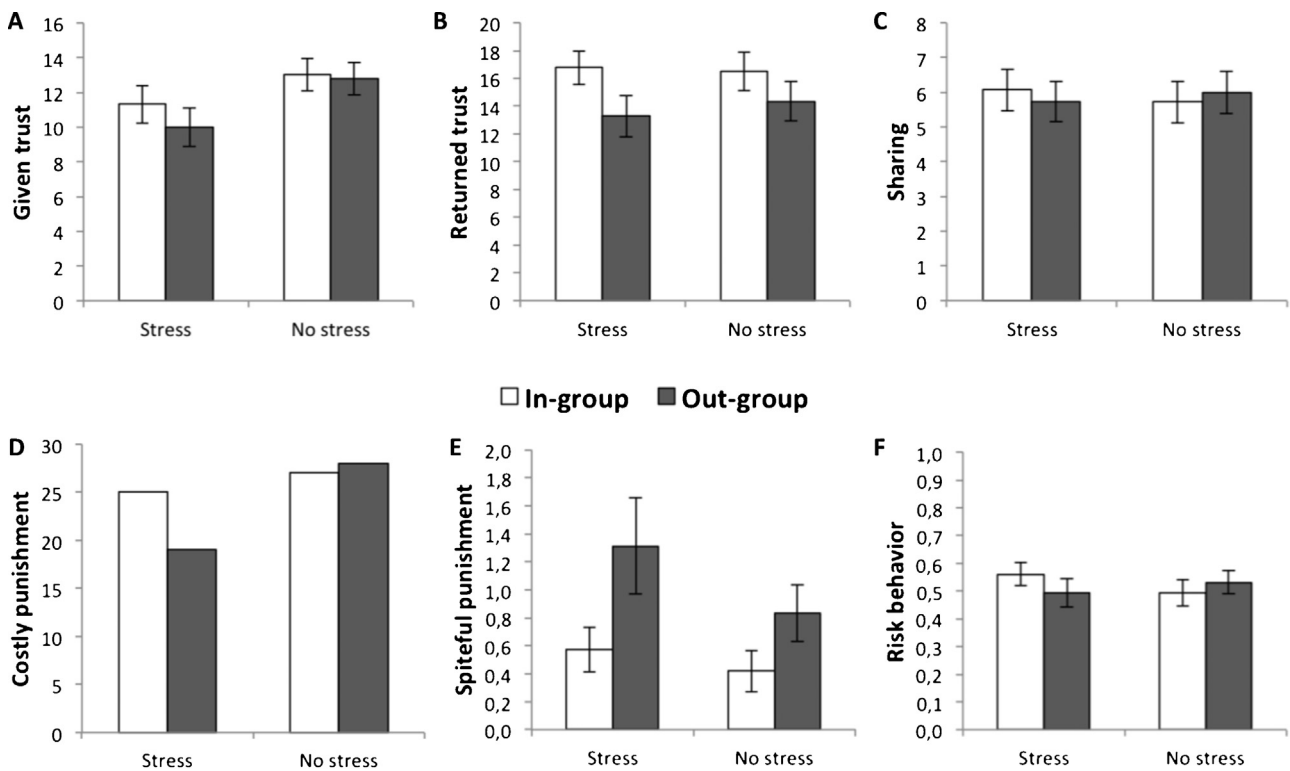 A
Given trust
16
14
12
10
8
6
4
2
0
Stress
No stress
B
Returned trust
20
18
16
14
12
10
8
6
4
2
0
Stress
No stress
C
Sharing
8
7
6
5
4
3
2
1
0
Stress
No stress
In-group
Out-group
D
Costly punishment
30
25
20
15
10
5
0
Stress
No stress
E
Spiteful punishment
2,0
1,8
1,6
1,4
1,2
1,0
0,8
0,6
0,4
0,2
0,0
Stress
No stress
F
Risk behavior
1,0
0,9
0,8
0,7
0,6
0,5
0,4
0,3
0,2
0,1
0,0
Stress
No stress